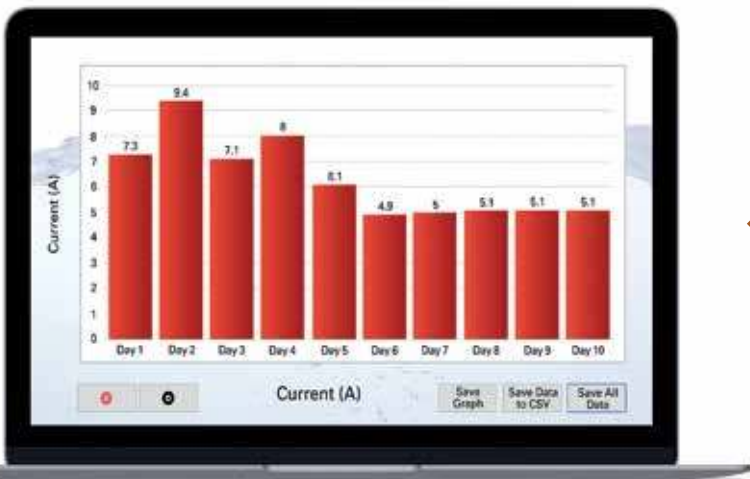 10
9
8
7
6
5
4
3
2
1
0
Current (A)
7.3
9.4
7.1
8
6.1
4.9
5
5.1
5.1
5.1
Day 1 Day 2 Day 3 Day 4 Day 5 Day 6 Day 7 Day 8 Day 9 Day 10
Current (A)
Save
Graph
Save Data
to CSV
Save All
Data